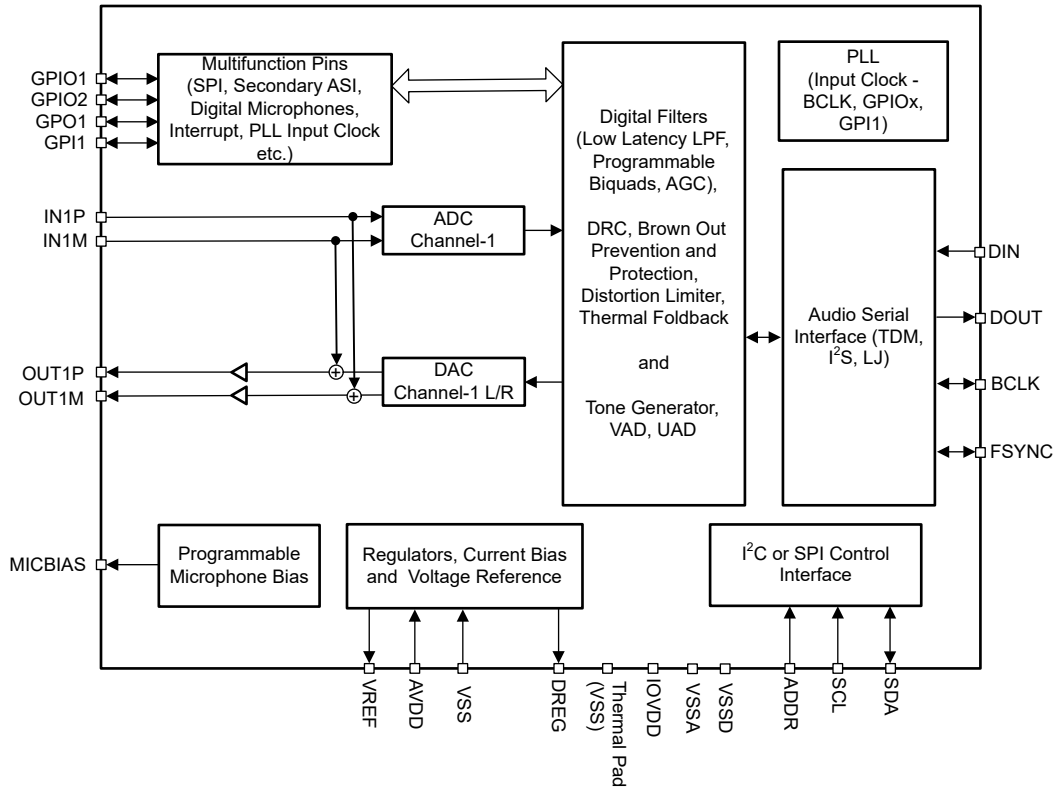 GPIO1
GPIO2
GPO1
GPI1
Multifunction Pins
(SPI, Secondary ASI,
Digital Microphones,
Interrupt, PLL Input Clock
etc.)
IN1P
IN1M
ADC
Channel-1
OUT1P
OUT1M
DAC
Channel-1 L/R
Digital Filters
(Low Latency LPF,
Programmable
Biquads, AGC),
DRC, Brown Out
Prevention and
Protection,
Distortion Limiter,
Thermal Foldback
and
Tone Generator,
VAD, UAD
PLL
(Input Clock -
BCLK, GPIOx,
GPI1)
Audio Serial
Interface (TDM,
I²S, LJ)
DIN
DOUT
BCLK
FSYNC
MICBIAS
Programmable
Microphone Bias
Regulators, Current Bias
and Voltage Reference
I²C or SPI Control
Interface
VREF
AVDD
VSS
DREG
Thermal Pad
(VSS)
IOVDD
VSSA
VSSD
ADDR
SCL
SDA